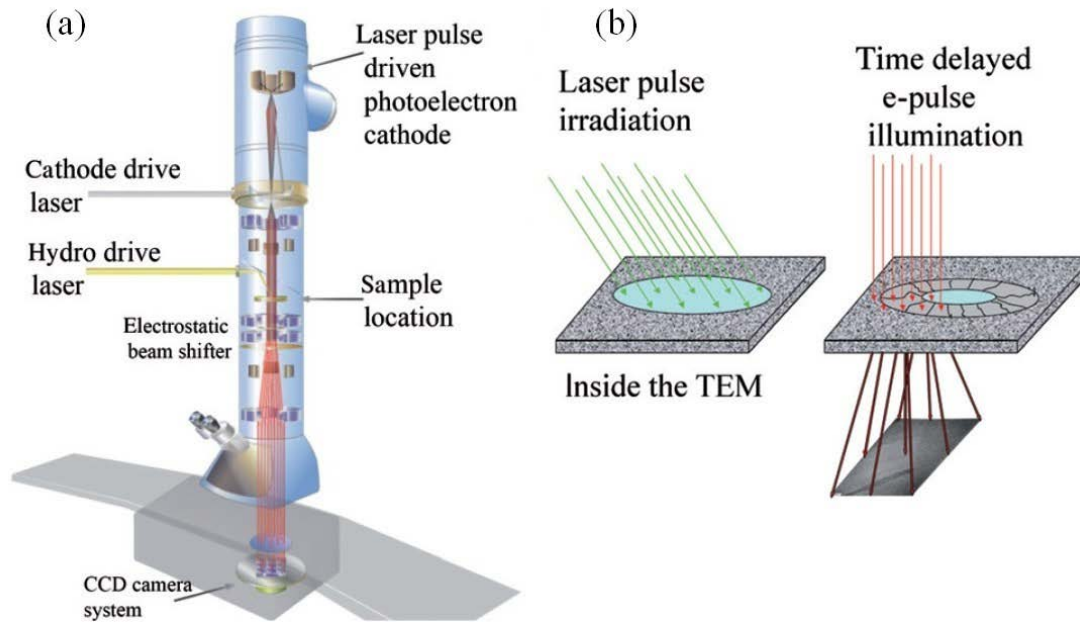 (a)
Laser pulse
driven
photoelectron
cathode
Cathode drive
laser
Hydro drive
laser
Sample
location
Electrostatic
beam shifter
CCD camera
system
(b)
Laser pulse
irradiation
Time delayed
e-pulse
illumination
Inside the TEM